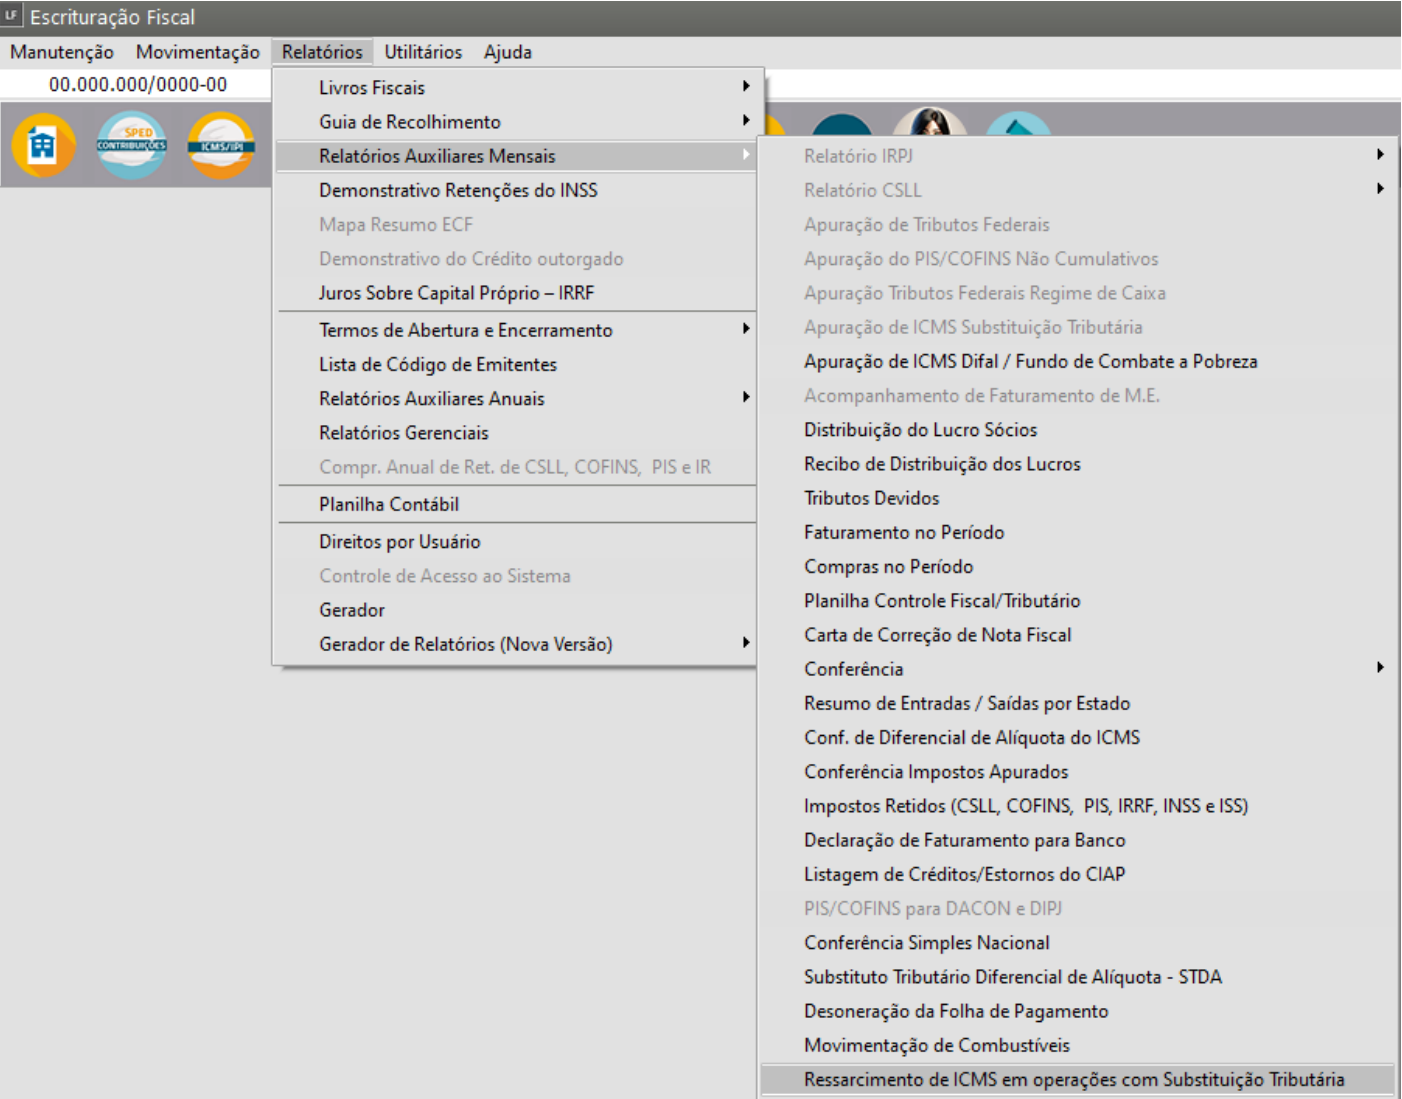 LF Escrituração Fiscal
Manutenção Movimentação Relatórios Utilitários Ajuda
00.000.000/0000-00
SPED
CONTRIBUIÇÕES
ICMS/IPI
Livros Fiscais
Guia de Recolhimento
Relatórios Auxiliares Mensais
Demonstrativo Retenções do INSS
Mapa Resumo ECF
Demonstrativo do Crédito outorgado
Juros Sobre Capital Próprio – IRRF
Termos de Abertura e Encerramento
Lista de Código de Emitentes
Relatórios Auxiliares Anuais
Relatórios Gerenciais
Compr. Anual de Ret. de CSLL, COFINS, PIS e IR
Planilha Contábil
Direitos por Usuário
Controle de Acesso ao Sistema
Gerador
Gerador de Relatórios (Nova Versão)
Relatório IRPJ
Relatório CSLL
Apuração de Tributos Federais
Apuração do PIS/COFINS Não Cumulativos
Apuração Tributos Federais Regime de Caixa
Apuração de ICMS Substituição Tributária
Apuração de ICMS Difal / Fundo de Combate a Pobreza
Acompanhamento de Faturamento de M.E.
Distribuição do Lucro Sócios
Recibo de Distribuição dos Lucros
Tributos Devidos
Faturamento no Período
Compras no Período
Planilha Controle Fiscal/Tributário
Carta de Correção de Nota Fiscal
Conferência
Resumo de Entradas / Saídas por Estado
Conf. de Diferencial de Alíquota do ICMS
Conferência Impostos Apurados
Impostos Retidos (CSLL, COFINS, PIS, IRRF, INSS e ISS)
Declaração de Faturamento para Banco
Listagem de Créditos/Estornos do CIAP
PIS/COFINS para DACON e DIPJ
Conferência Simples Nacional
Substituto Tributário Diferencial de Alíquota - STDA
Desoneração da Folha de Pagamento
Movimentação de Combustíveis
Ressarcimento de ICMS em operações com Substituição Tributária